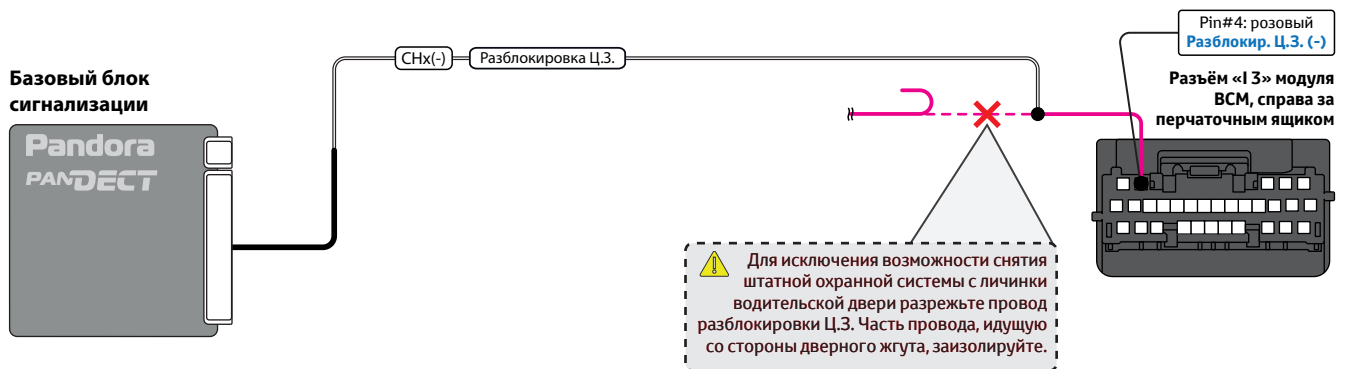 Pin#4: розовый
Разблокир. Ц.З. (-)
CHx(-)
Разблокировка Ц.З.
Базовый блок
сигнализации
Pandora
PANDECT
Разъём «I 3» модуля
BCM, справа за
перчаточным ящиком
Для исключения возможности снятия
штатной охранной системы с личинки
водительской двери разрежьте провод
разблокировки Ц.З. Часть провода, идущую
со стороны дверного жгута, заизолируйте.